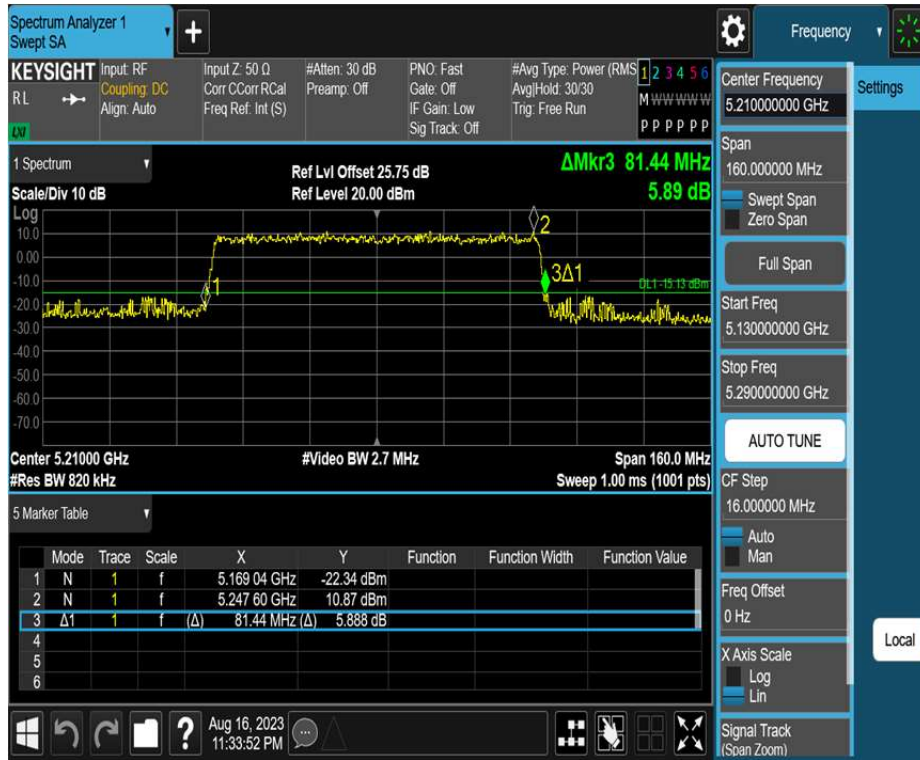 Spectrum Analyzer 1
Swept SA
+
Frequency
KEYSIGHT
RL
LXI
Input: RF
Coupling: DC
Align: Auto
Input Z: 50 Ω
Corr CCorr RCal
Freq Ref: Int (S)
#Atten: 30 dB
Preamp: Off
PNO: Fast
Gate: Off
IF Gain: Low
Sig Track: Off
#Avg Type: Power (RMS
Avg|Hold: 30/30
Trig: Free Run
1 2 3 4 5 6
M W W W W W
P P P P P P
1 Spectrum
Scale/Div 10 dB
Ref Lvl Offset 25.75 dB
Ref Level 20.00 dBm
ΔMkr3 81.44 MHz
5.89 dB
Log
10.0
0.00
-10.0
-20.0
-30.0
-40.0
-50.0
-60.0
-70.0
1
2
3Δ1
DL1 -15.13 dBm
Center 5.21000 GHz
#Video BW 2.7 MHz
Span 160.0 MHz
#Res BW 820 kHz
Sweep 1.00 ms (1001 pts)
5 Marker Table
Mode Trace Scale X Y Function Function Width Function Value
1 N 1 f 5.169 04 GHz -22.34 dBm
2 N 1 f 5.247 60 GHz 10.87 dBm
3 Δ1 1 f (Δ) 81.44 MHz (Δ) 5.888 dB
4
5
6
?
Aug 16, 2023
11:33:52 PM
Center Frequency
5.210000000 GHz
Settings
Span
160.000000 MHz
Swept Span
Zero Span
Full Span
Start Freq
5.130000000 GHz
Stop Freq
5.290000000 GHz
AUTO TUNE
CF Step
16.000000 MHz
Auto
Man
Freq Offset
0 Hz
Local
X Axis Scale
Log
Lin
Signal Track
(Span Zoom)